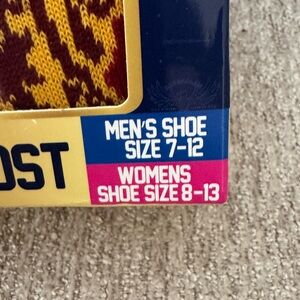 OST
MEN'S SHOE
SIZE 7-12
WOMENS
SHOE SIZE 8-13